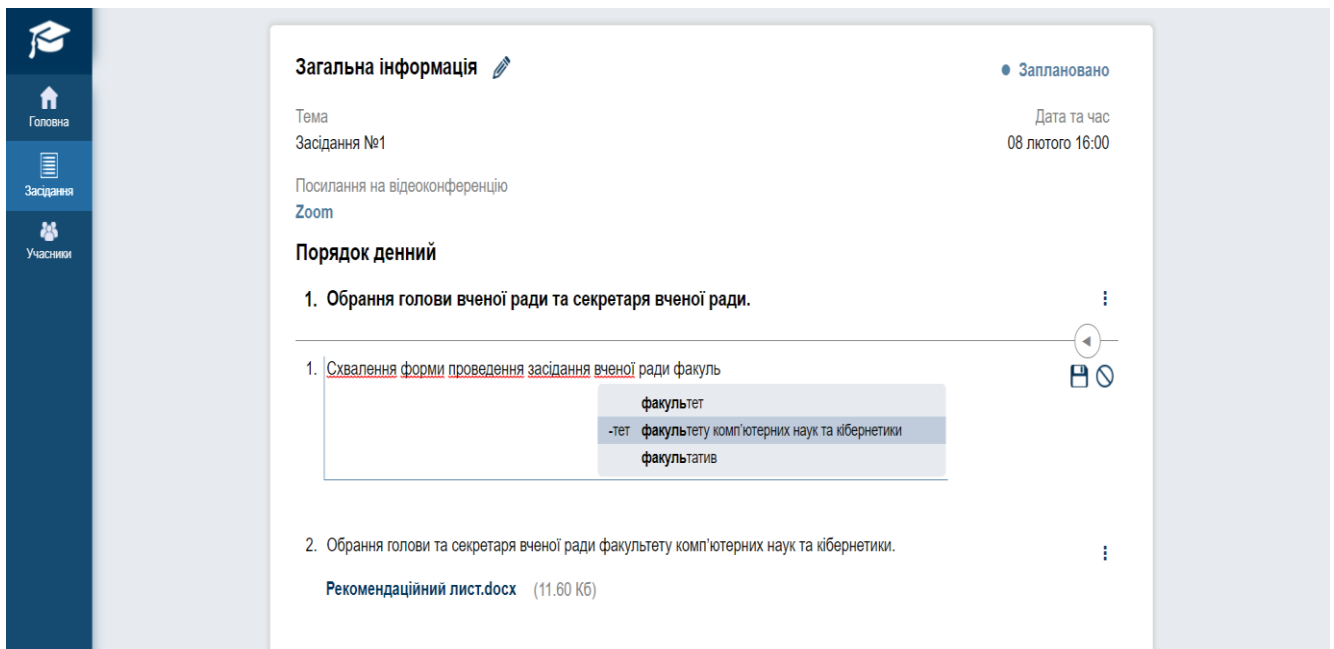 Головна
Засідання
Учасники
Загальна інформація
Заплановано
Тема
Дата та час
Засідання №1
08 лютого 16:00
Посилання на відеоконференцію
Zoom
Порядок денний
1. Обрання голови вченої ради та секретаря вченої ради.
1. Схвалення форми проведення засідання вченої ради факуль
факультет
-тет факультету комп'ютерних наук та кібернетики
факультатив
2. Обрання голови та секретаря вченої ради факультету комп'ютерних наук та кібернетики.
Рекомендаційний лист.docx (11.60 Кб)